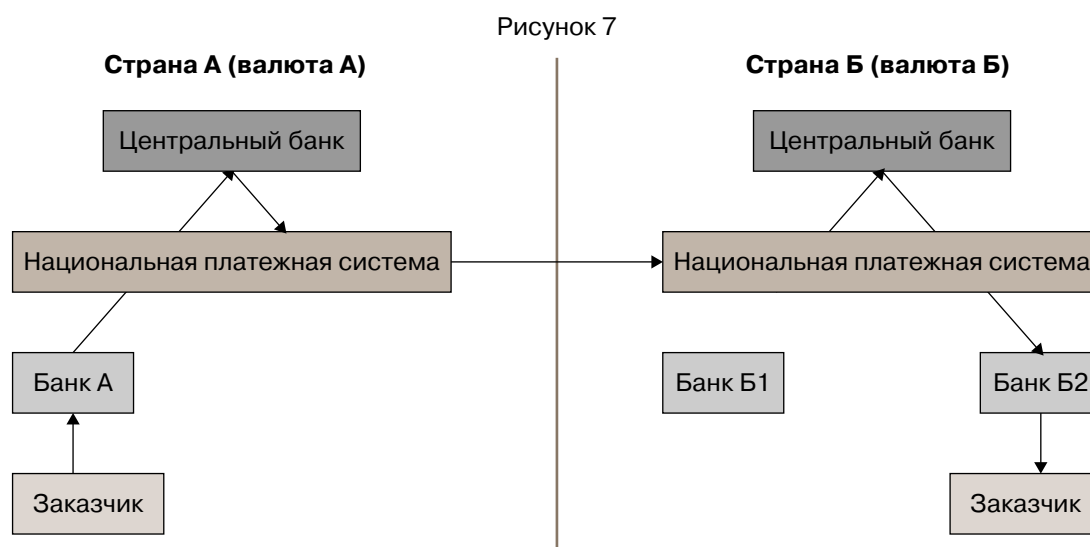 Рисунок 7
Страна А (валюта А)
Страна Б (валюта Б)
Центральный банк
Центральный банк
Национальная платежная система
Национальная платежная система
Банк А
Банк Б1
Банк Б2
Заказчик
Заказчик